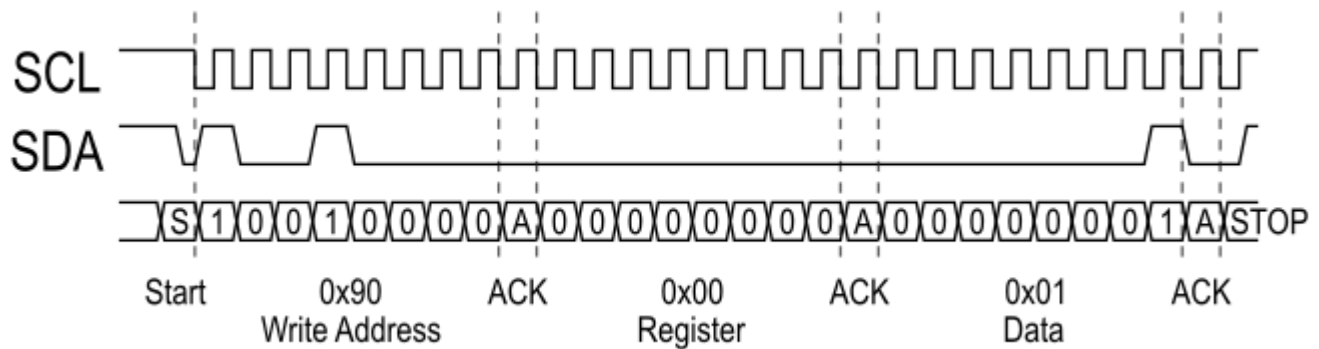 SCL
SDA
S 1 0 0 1 0 0 0 0 A 0 0 0 0 0 0 0 0 A 0 0 0 0 0 0 0 1 A STOP
Start 0x90 ACK 0x00 ACK 0x01 ACK
Write Address Register Data